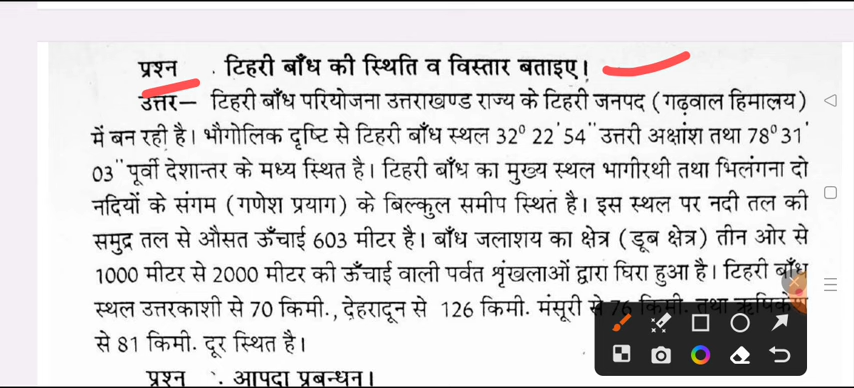 प्रश्न . टिहरी बाँध की स्थिति व विस्तार बताइए।
उत्तर– टिहरी बाँध परियोजना उत्तराखण्ड राज्य के टिहरी जनपद (गढ़वाल हिमालय)
में बन रही है। भौगोलिक दृष्टि से टिहरी बाँध स्थल 32° 22'54" उत्तरी अक्षांश तथा 78° 31'
03" पूर्वी देशान्तर के मध्य स्थित है। टिहरी बाँध का मुख्य स्थल भागीरथी तथा भिलंगना दो
नदियों के संगम (गणेश प्रयाग) के बिल्कुल समीप स्थित है। इस स्थल पर नदी तल की
समुद्र तल से औसत ऊँचाई 603 मीटर है। बाँध जलाशय का क्षेत्र (डूब क्षेत्र) तीन ओर से
1000 मीटर से 2000 मीटर की ऊँचाई वाली पर्वत शृंखलाओं द्वारा घिरा हुआ है। टिहरी बाँध
स्थल उत्तरकाशी से 70 किमी., देहरादून से 126 किमी. मंसूरी से 76 किमी. तथा ऋषिकेश
से 81 किमी. दूर स्थित है।
प्रश्न . आपदा प्रबन्धन।